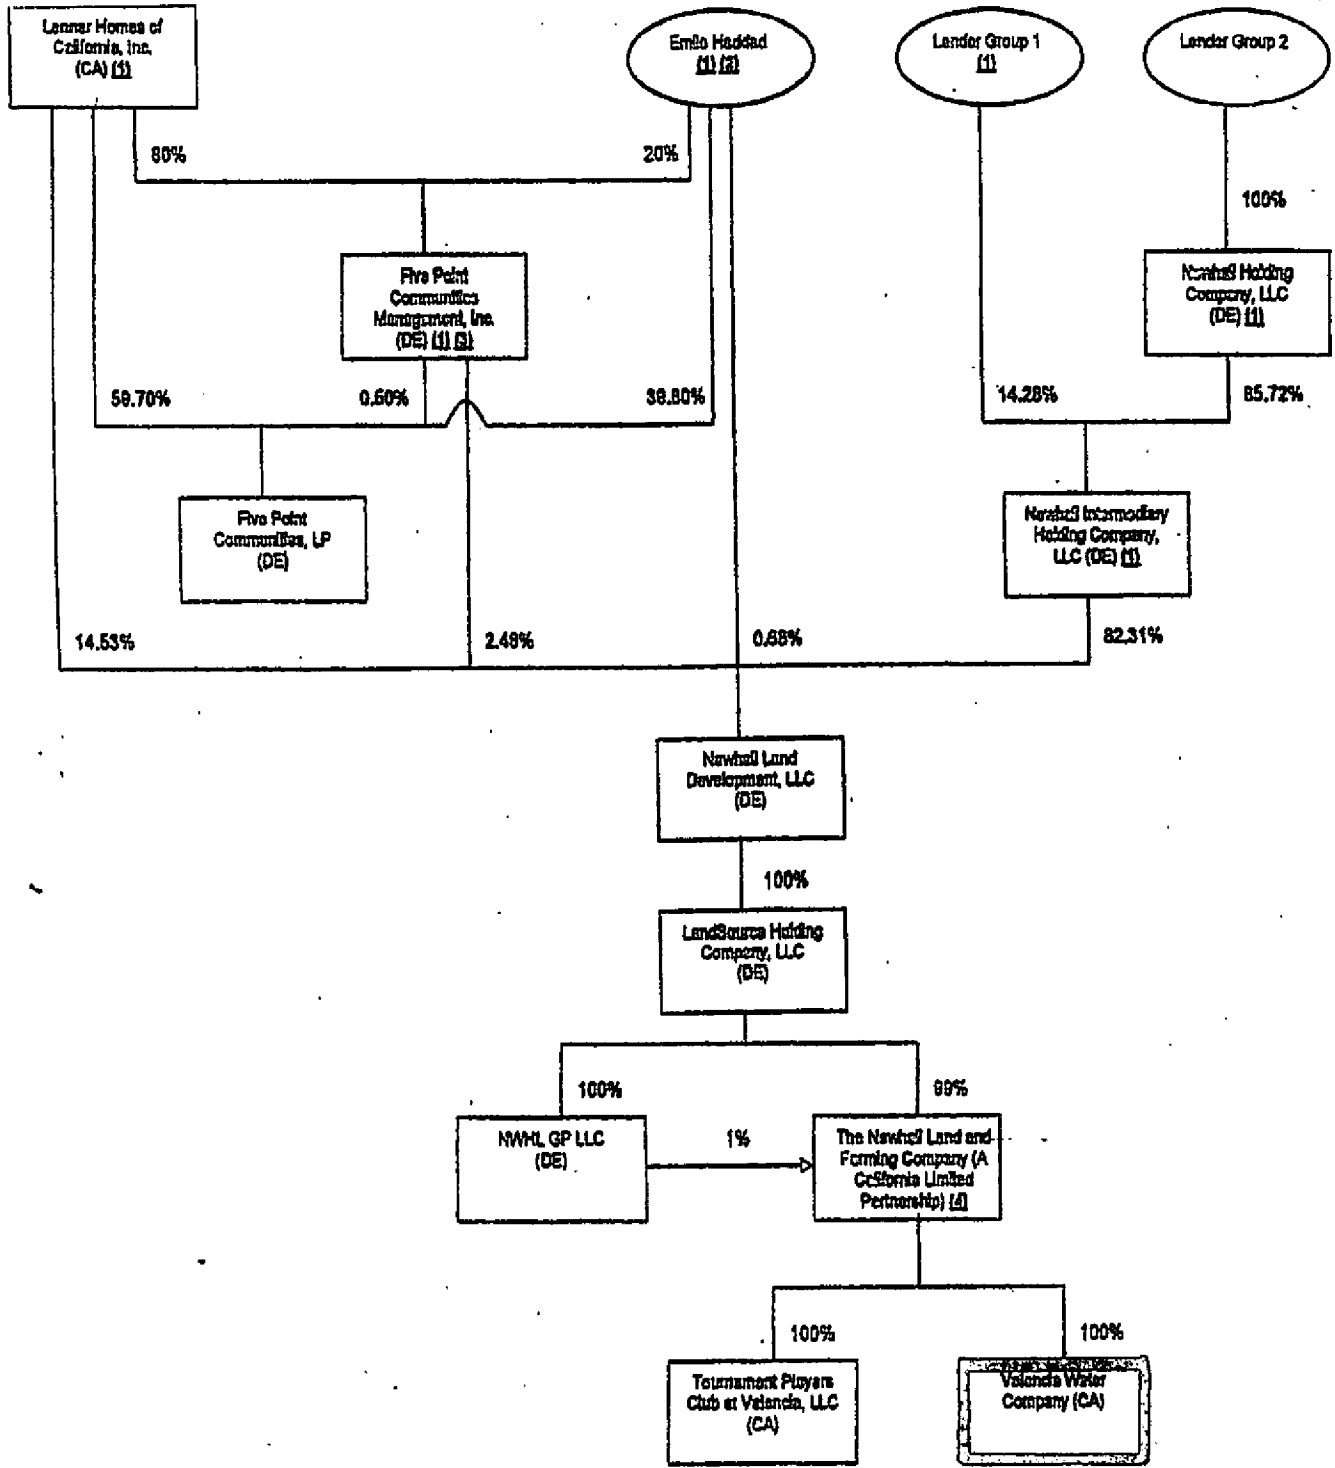 Lennar Homes of
California, Inc.
(CA) (1)
Emile Haddad
(1) (2)
Lender Group 1
(1)
Lender Group 2
80%
20%
100%
Five Point
Communities
Management, Inc.
(DE) (1) (3)
Newhall Holding
Company, LLC
(DE) (1)
59.70%
0.50%
39.80%
14.28%
85.72%
Five Point
Communities, LP
(DE)
Newhall Intermediary
Holding Company,
LLC (DE) (1)
14.53%
2.48%
0.68%
82.31%
Newhall Land
Development, LLC
(DE)
100%
LandSource Holding
Company, LLC
(DE)
100%
99%
NWHL GP LLC
(DE)
1%
The Newhall Land and
Farming Company (A
California Limited
Partnership) (4)
100%
100%
Tournament Players
Club at Valencia, LLC
(CA)
Valencia Water
Company (CA)